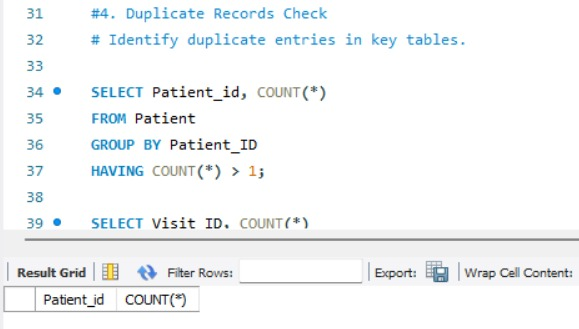 31 #4. Duplicate Records Check
32 # Identify duplicate entries in key tables.
33
34 SELECT Patient_id, COUNT(*)
35 FROM Patient
36 GROUP BY Patient_ID
37 HAVING COUNT(*) > 1;
38
39 SELECT Visit_ID, COUNT(*)
Result Grid Filter Rows: Export: Wrap Cell Content:
Patient_id COUNT(*)